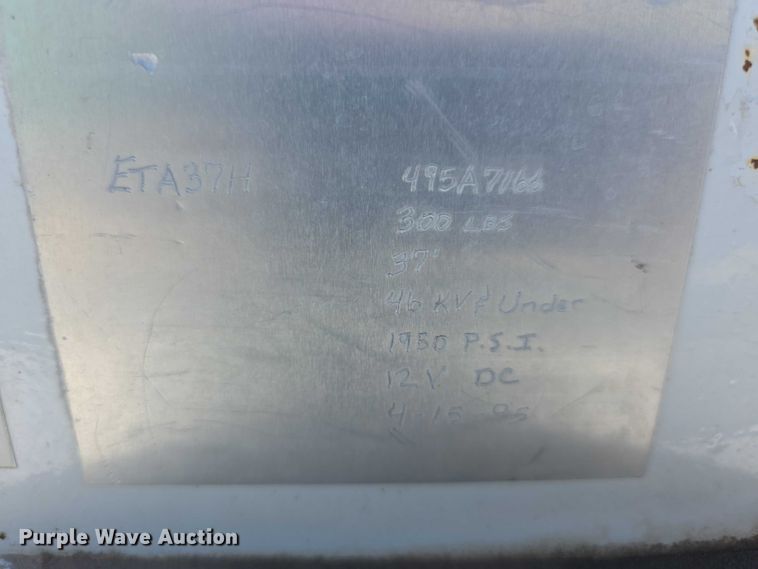 ETA37H 495A7166
300 LBS
37'
46 KV & Under
1950 P.S.I.
12 V DC
4-15 95
Purple Wave Auction